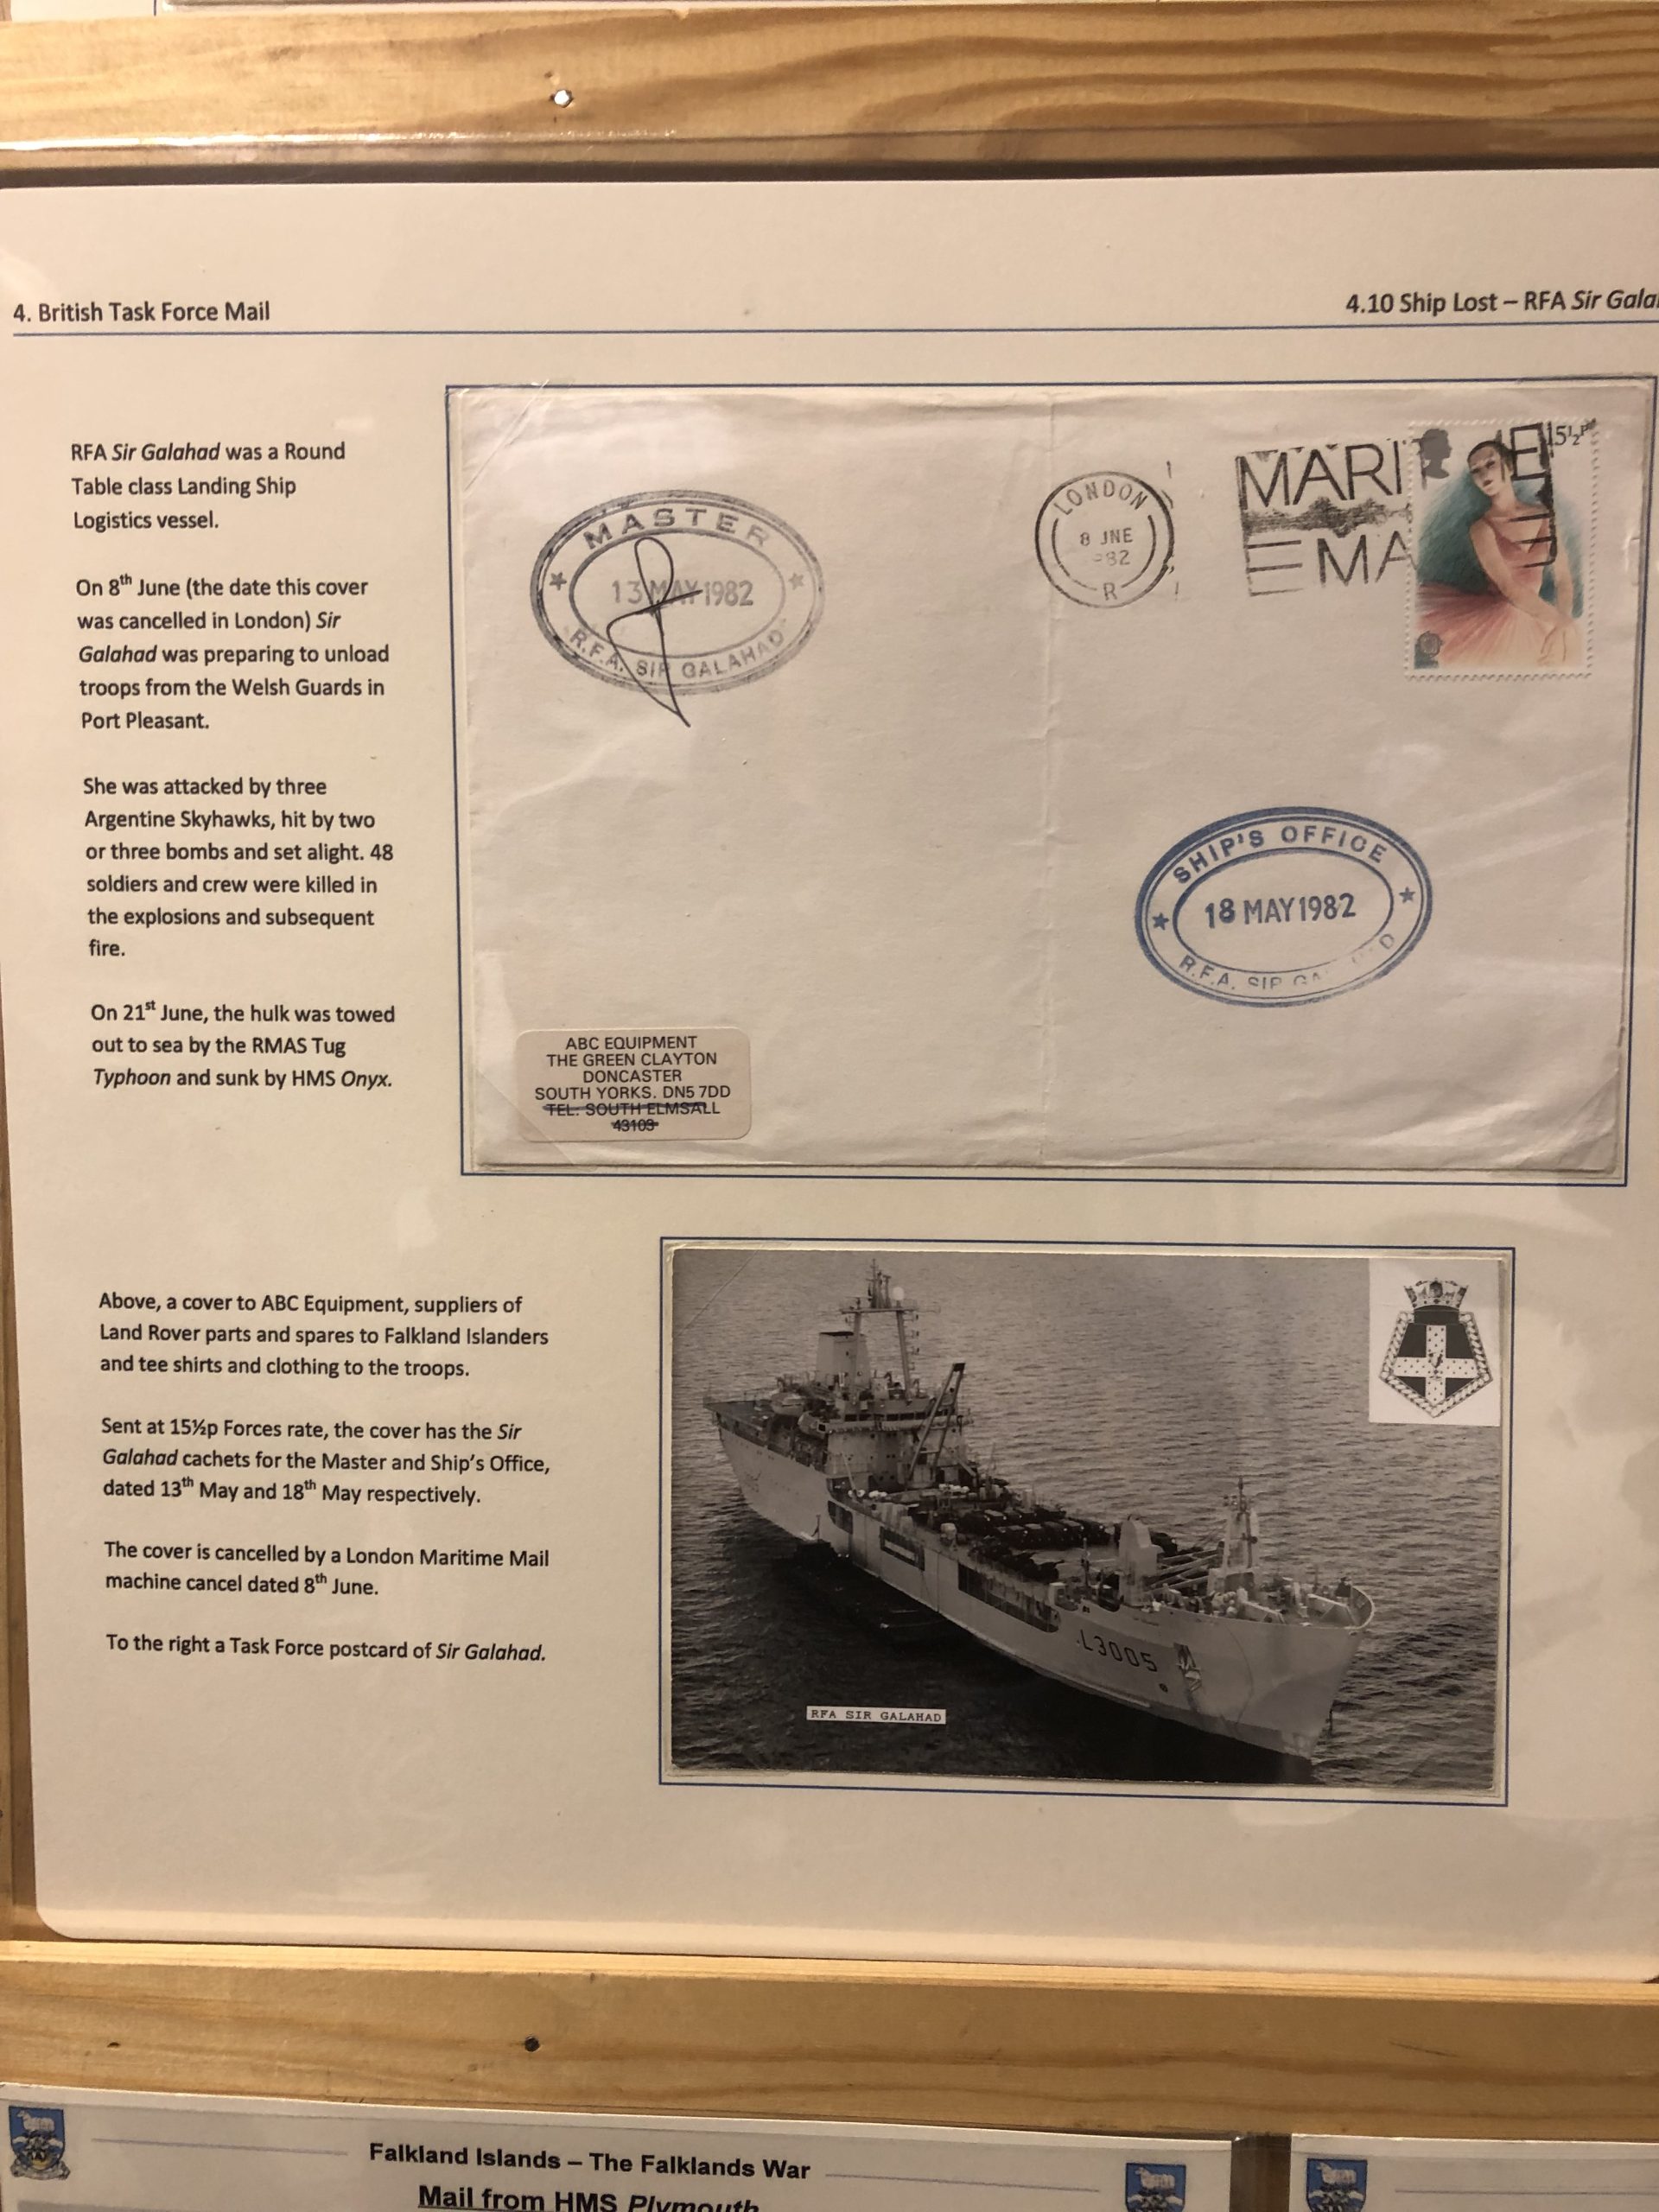 4. British Task Force Mail
4.10 Ship Lost – RFA Sir
RFA Sir Galahad was a Round
Table class Landing Ship
Logistics vessel.
On 8th June (the date this cover
was cancelled in London) Sir
Galahad was preparing to unload
troops from the Welsh Guards in
Port Pleasant.
She was attacked by three
Argentine Skyhawks, hit by two
or three bombs and set alight. 48
soldiers and crew were killed in
the explosions and subsequent
fire.
On 21st June, the hulk was towed
out to sea by the RMAS Tug
Typhoon and sunk by HMS Onyx.
MASTER
13 MAY 1982
R.F.A. SIR GALAHAD
LONDON
8 JNE
82
R
15½P
SHIP'S OFFICE
18 MAY 1982
R.F.A. SIR
ABC EQUIPMENT
THE GREEN CLAYTON
DONCASTER
SOUTH YORKS. DN5 7DD
TEL: SOUTH ELMSALL
43103
Above, a cover to ABC Equipment, suppliers of
Land Rover parts and spares to Falkland Islanders
and tee shirts and clothing to the troops.
Sent at 15½p Forces rate, the cover has the Sir
Galahad cachets for the Master and Ship's Office,
dated 13th May and 18th May respectively.
The cover is cancelled by a London Maritime Mail
machine cancel dated 8th June.
To the right a Task Force postcard of Sir Galahad.
L3005
RFA SIR GALAHAD
Falkland Islands – The Falklands War
Mail from HMS Plymouth